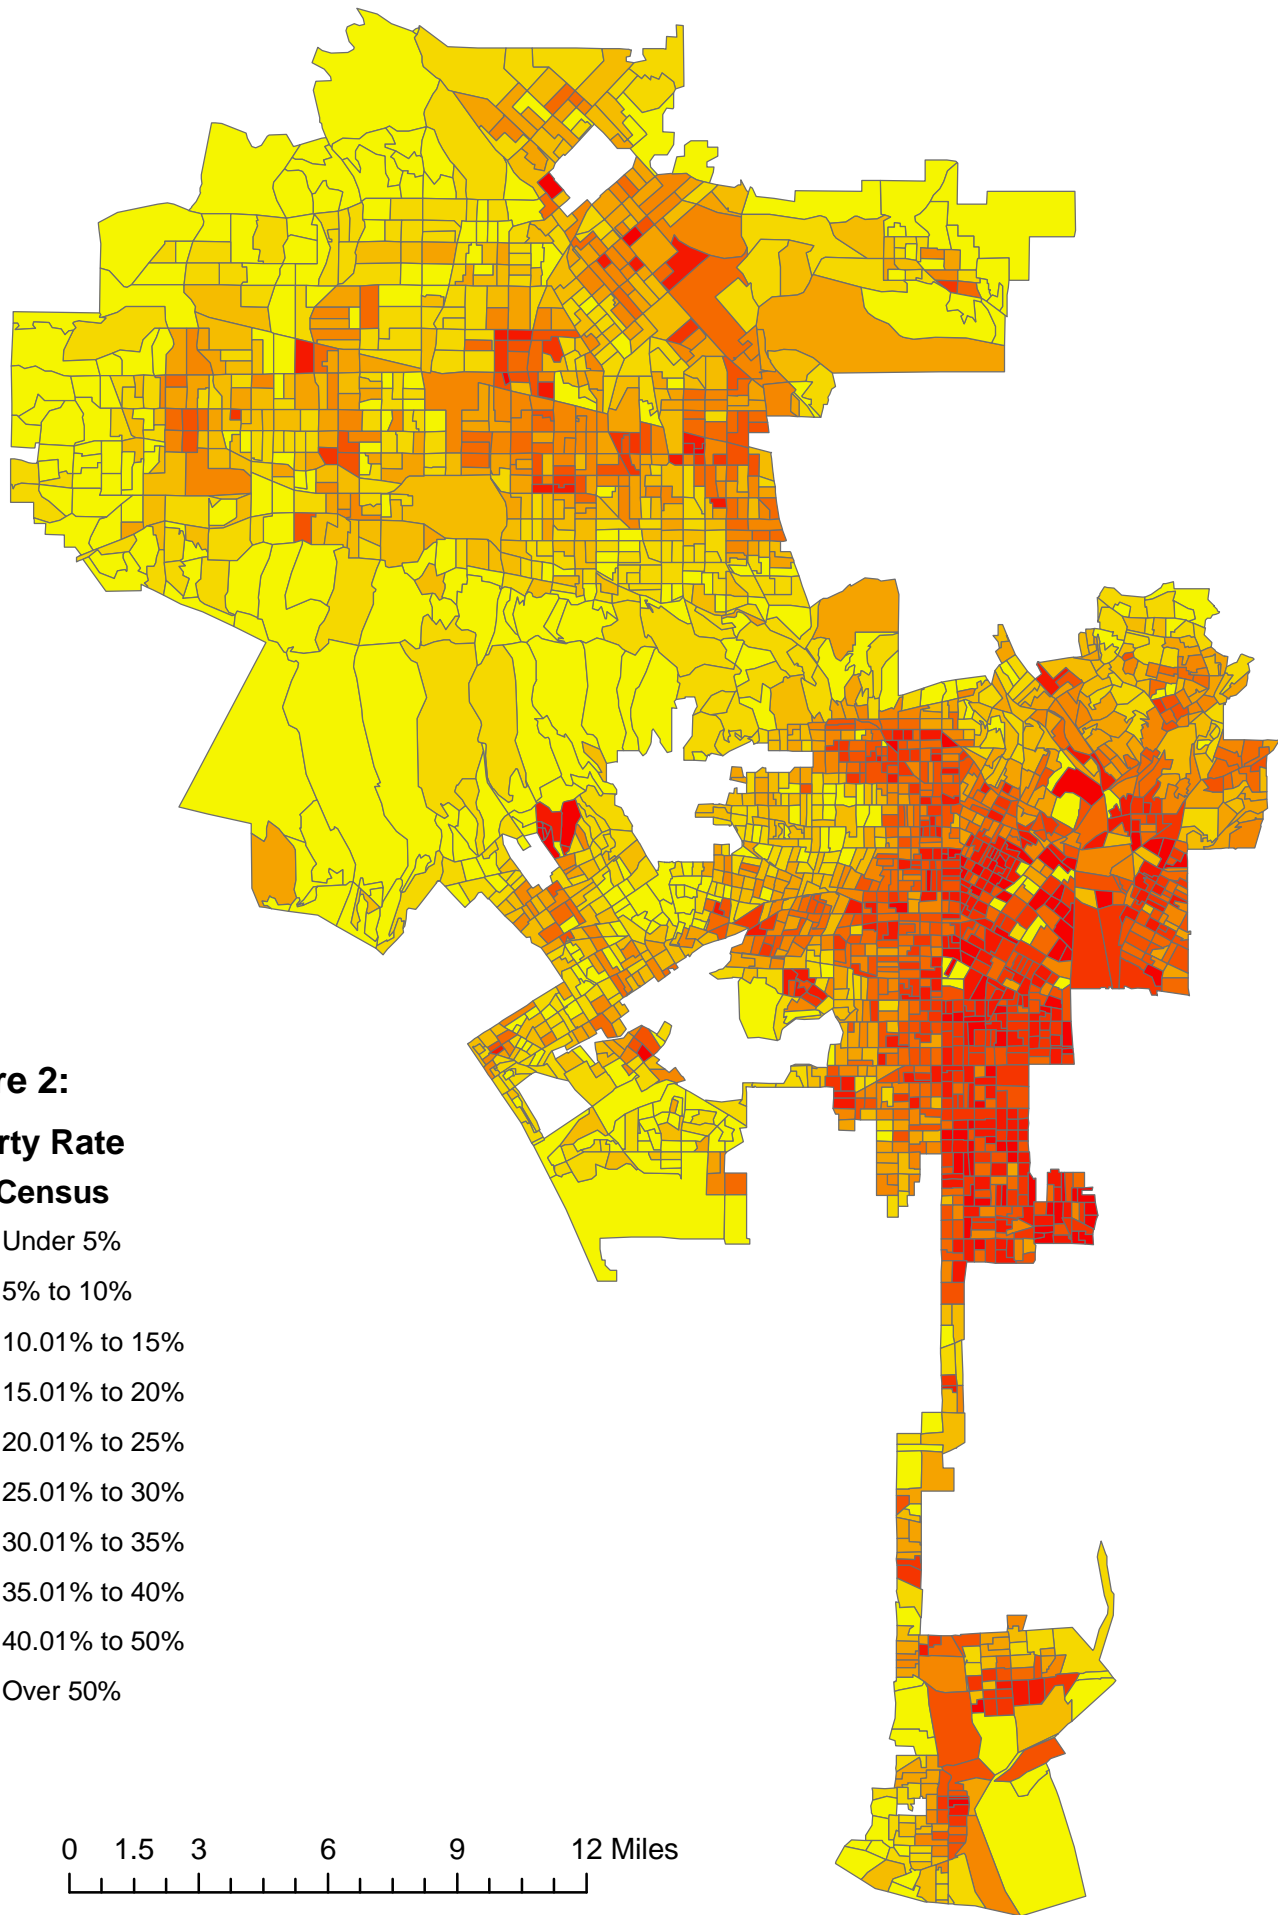 re 2:
rty Rate
Census
Under 5%
5% to 10%
10.01% to 15%
15.01% to 20%
20.01% to 25%
25.01% to 30%
30.01% to 35%
35.01% to 40%
40.01% to 50%
Over 50%
0 1.5 3 6 9 12 Miles